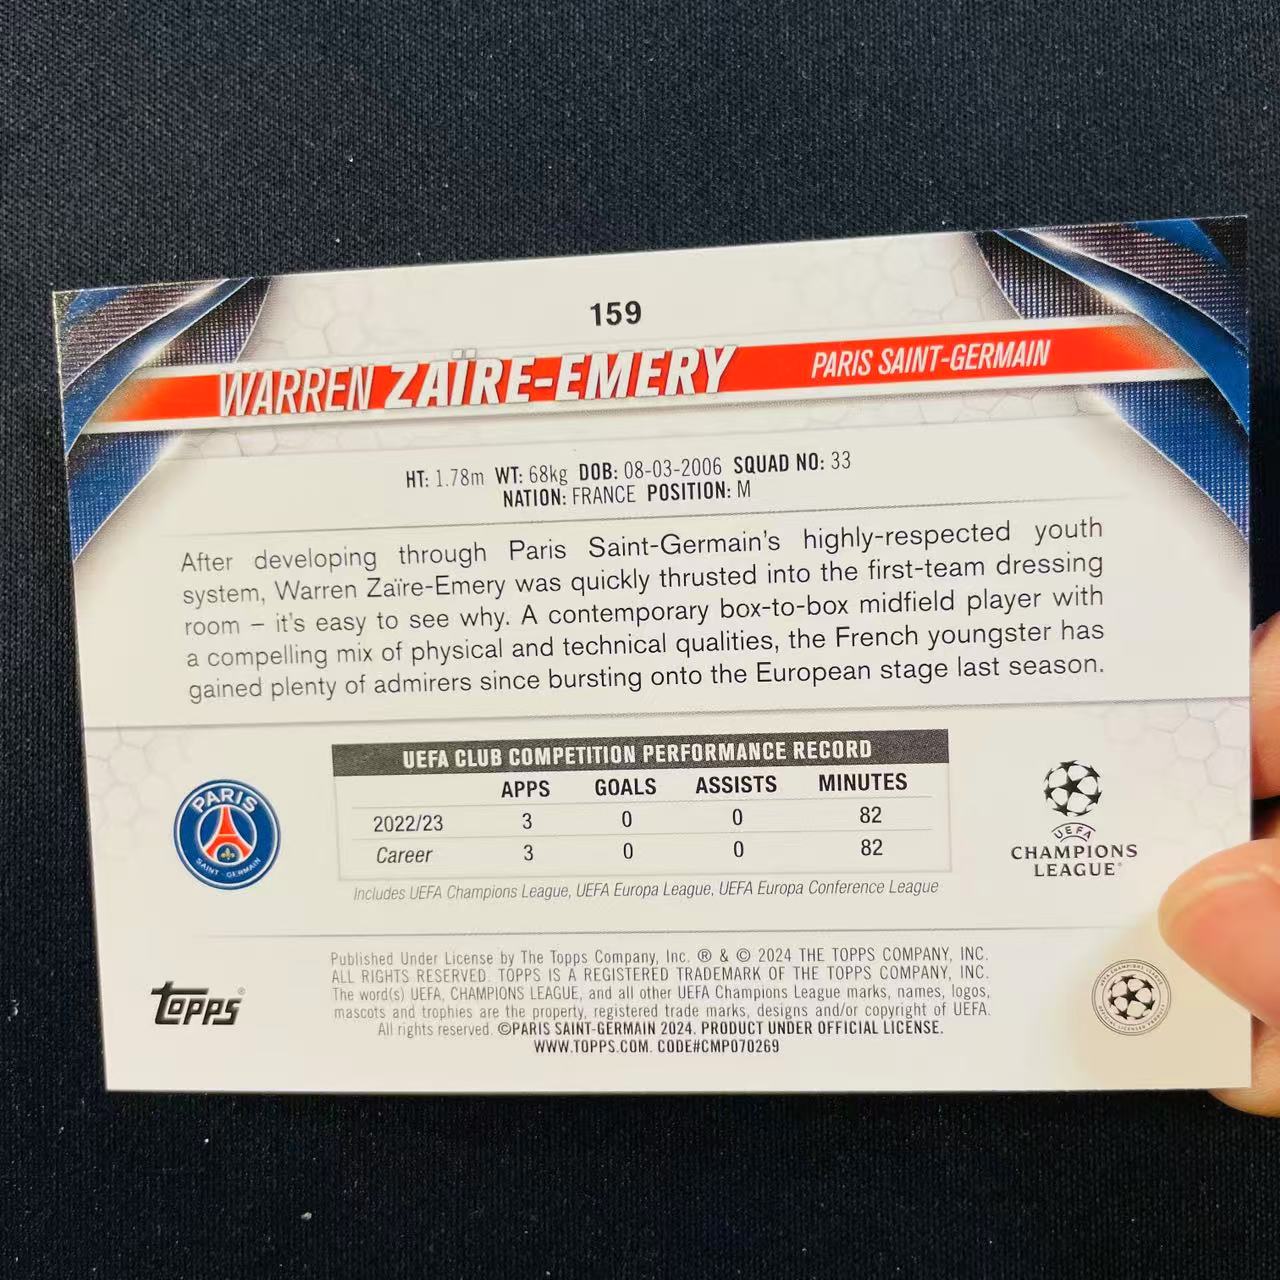 159
WARREN ZAÏRE-EMERY PARIS SAINT-GERMAIN
HT: 1.78m WT: 68kg DOB: 08-03-2006 SQUAD NO: 33
NATION: FRANCE POSITION: M
After developing through Paris Saint-Germain's highly-respected youth
system, Warren Zaïre-Emery was quickly thrusted into the first-team dressing
room – it's easy to see why. A contemporary box-to-box midfield player with
a compelling mix of physical and technical qualities, the French youngster has
gained plenty of admirers since bursting onto the European stage last season.
UEFA CLUB COMPETITION PERFORMANCE RECORD
APPS GOALS ASSISTS MINUTES
2022/23 3 0 0 82
Career 3 0 0 82
Includes UEFA Champions League, UEFA Europa League, UEFA Europa Conference League
PARIS
SAINT-GERMAIN
UEFA
CHAMPIONS
LEAGUE®
Published Under License by The Topps Company, Inc. ® & © 2024 THE TOPPS COMPANY, INC.
ALL RIGHTS RESERVED. TOPPS IS A REGISTERED TRADEMARK OF THE TOPPS COMPANY, INC.
The word(s) UEFA, CHAMPIONS LEAGUE, and all other UEFA Champions League marks, names, logos,
mascots and trophies are the property, registered trade marks, designs and/or copyright of UEFA.
All rights reserved. ©PARIS SAINT-GERMAIN 2024. PRODUCT UNDER OFFICIAL LICENSE.
WWW.TOPPS.COM. CODE#CMP070269
topps®